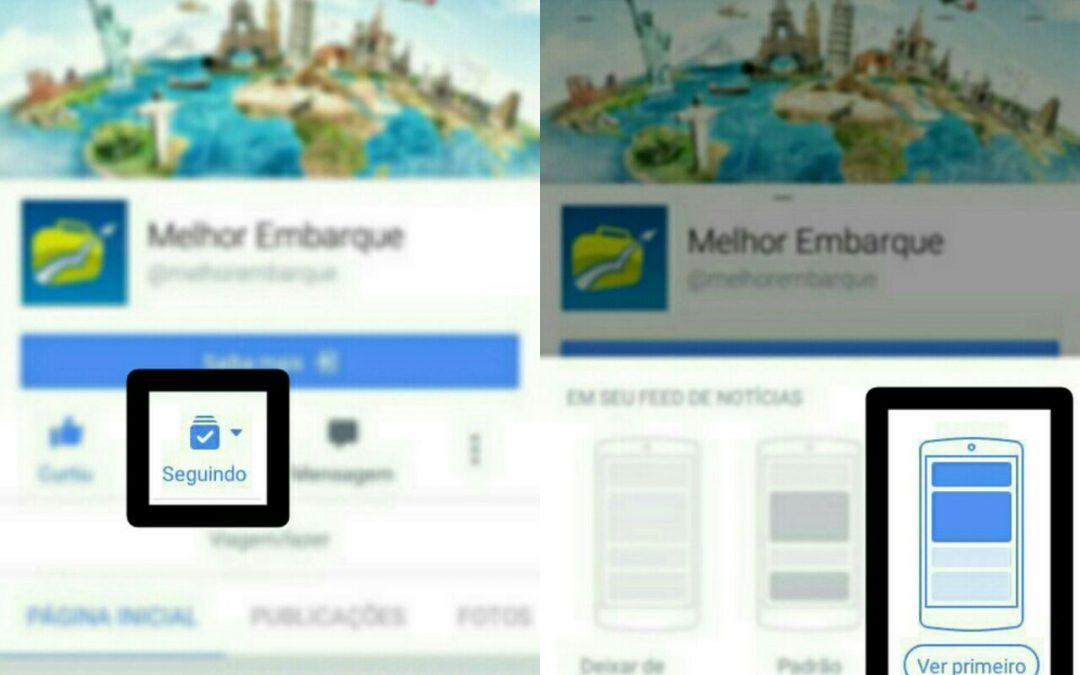 Melhor Embarque
@melhorembarque
Saiba mais
Curtiu
Seguindo
Mensagem
Viagem/lazer
PÁGINA INICIAL
PUBLICAÇÕES
FOTOS
Melhor Embarque
@melhorembarque
EM SEU FEED DE NOTÍCIAS
Deixar de
Padrão
Ver primeiro